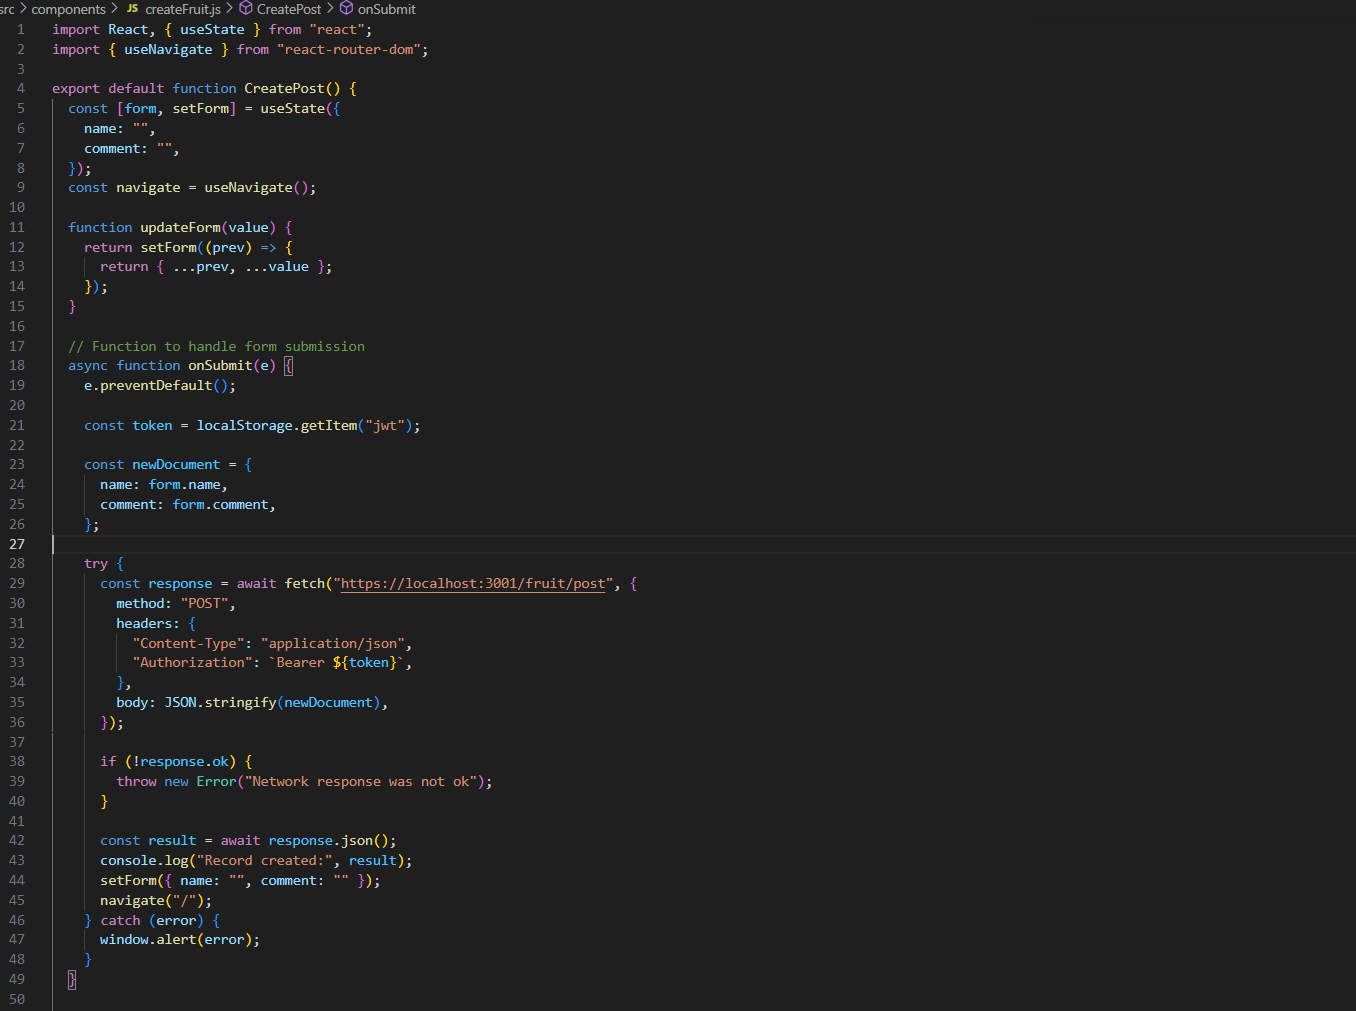 src > components > JS createFruit.js > CreatePost > onSubmit
1 import React, { useState } from "react";
2 import { useNavigate } from "react-router-dom";
3
4 export default function CreatePost() {
5   const [form, setForm] = useState({
6     name: "",
7     comment: "",
8   });
9   const navigate = useNavigate();
10
11   function updateForm(value) {
12     return setForm((prev) => {
13       return { ...prev, ...value };
14     });
15   }
16
17   // Function to handle form submission
18   async function onSubmit(e) {
19     e.preventDefault();
20
21     const token = localStorage.getItem("jwt");
22
23     const newDocument = {
24       name: form.name,
25       comment: form.comment,
26     };
27
28     try {
29       const response = await fetch("https://localhost:3001/fruit/post", {
30         method: "POST",
31         headers: {
32           "Content-Type": "application/json",
33           "Authorization": `Bearer ${token}`,
34         },
35         body: JSON.stringify(newDocument),
36       });
37
38       if (!response.ok) {
39         throw new Error("Network response was not ok");
40       }
41
42       const result = await response.json();
43       console.log("Record created:", result);
44       setForm({ name: "", comment: "" });
45       navigate("/");
46     } catch (error) {
47       window.alert(error);
48     }
49   }
50